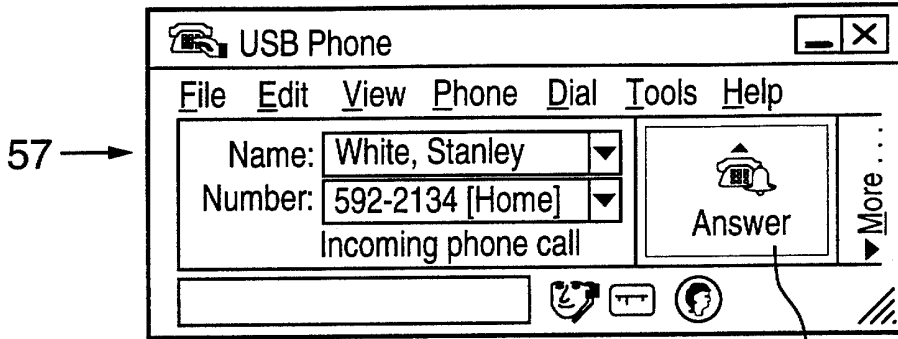 USB Phone
File Edit View Phone Dial Tools Help
57
Name: White, Stanley
Number: 592-2134 [Home]
Incoming phone call
Answer
More . . .